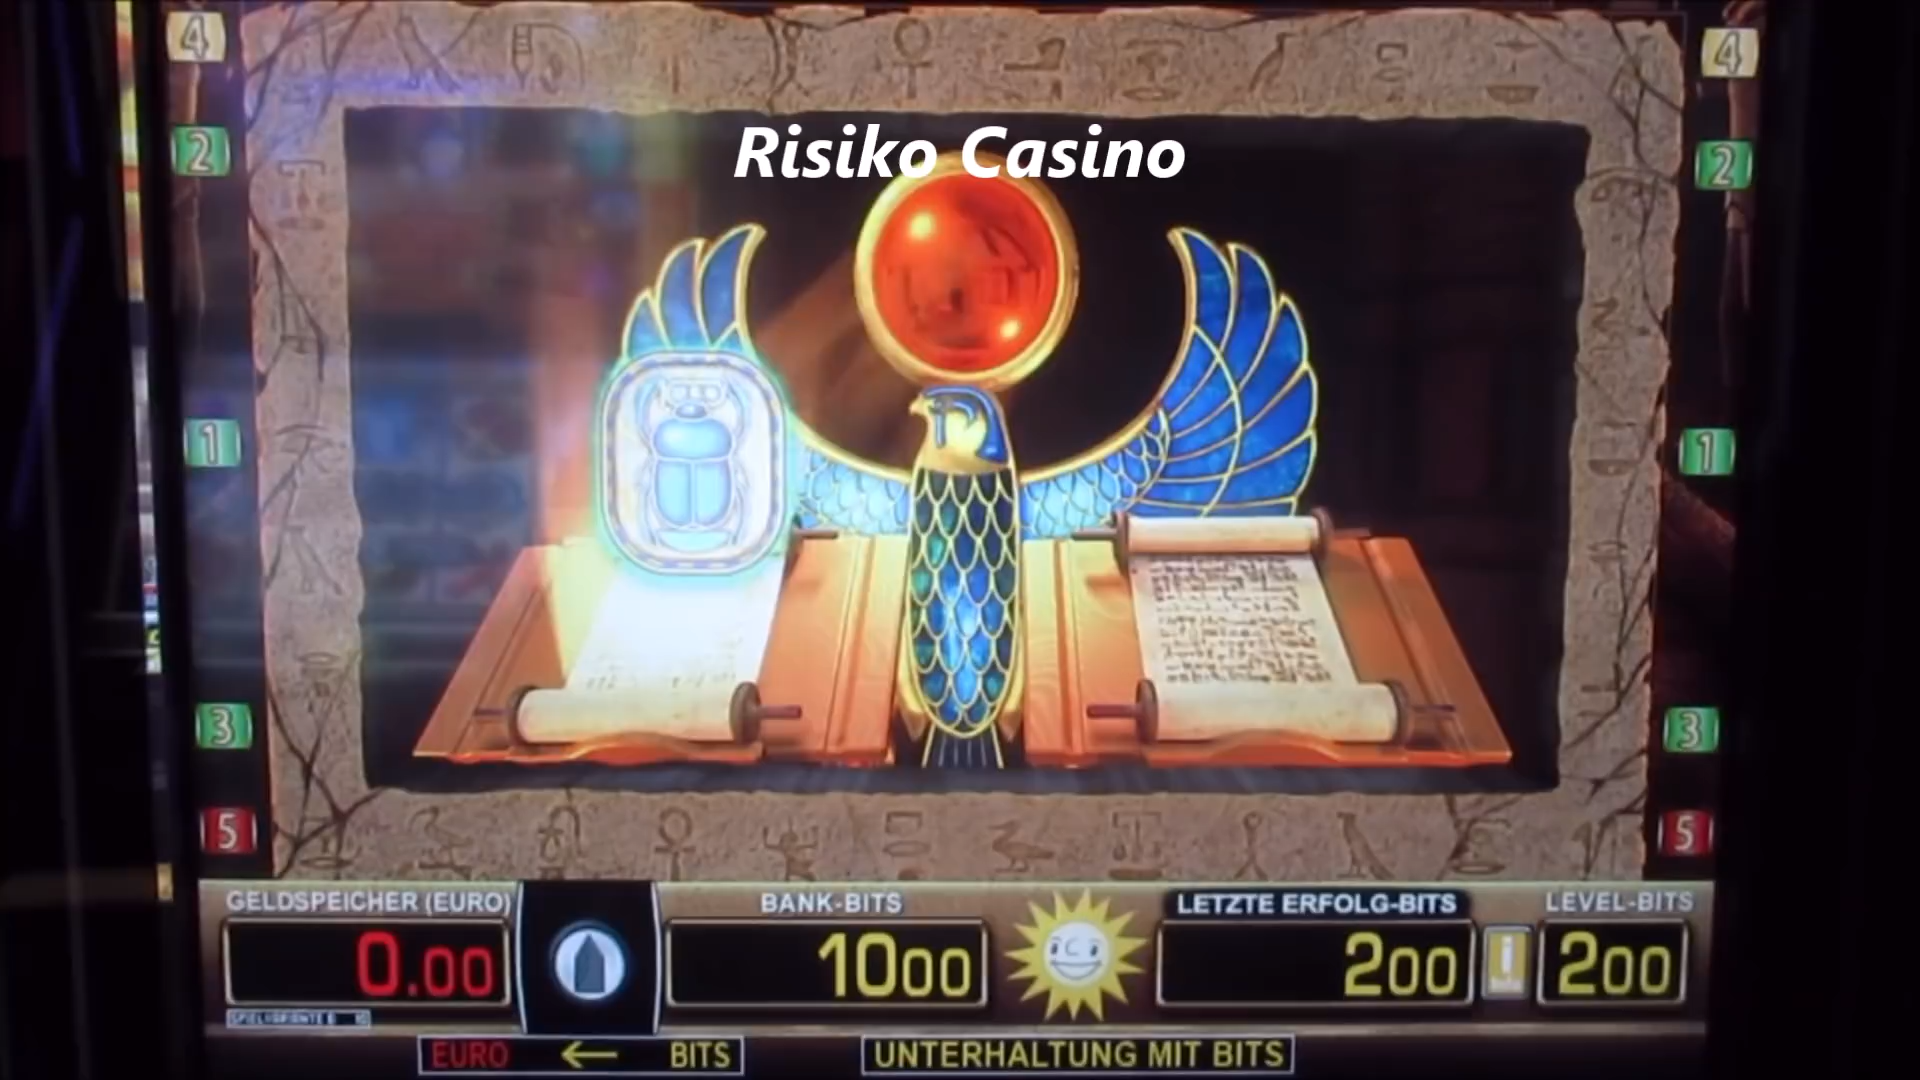 Risiko Casino
4
4
2
2
1
1
3
3
5
5
GELDSPEICHER (EURO)
BANK-BITS
LETZTE ERFOLG-BITS
LEVEL-BITS
0.00
1000
200
200
EURO ← BITS
UNTERHALTUNG MIT BITS